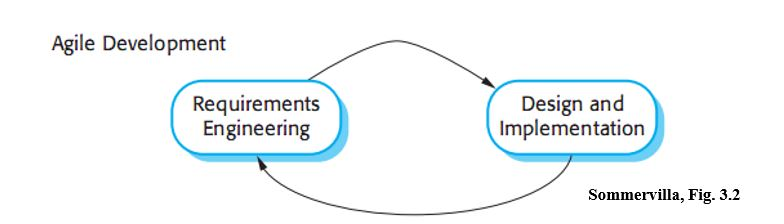 Agile Development
Requirements
Engineering
Design and
Implementation
Sommervilla, Fig. 3.2